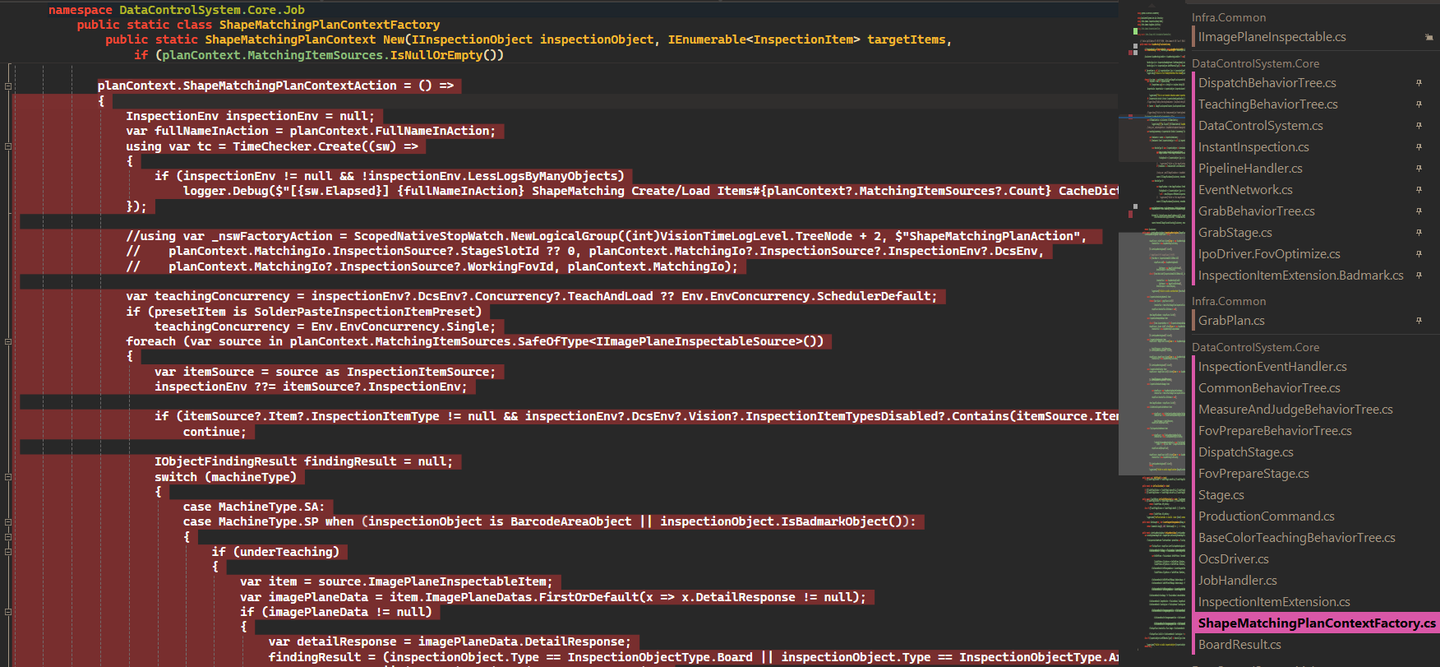 namespace DataControlSystem.Core.Job
public static class ShapeMatchingPlanContextFactory
public static ShapeMatchingPlanContext New(IInspectionObject inspectionObject, IEnumerable<InspectionItem> targetItems,
if (planContext.MatchingItemSources.IsNullOrEmpty())
planContext.ShapeMatchingPlanContextAction = () =>
{
InspectionEnv inspectionEnv = null;
var fullNameInAction = planContext.FullNameInAction;
using var tc = TimeChecker.Create((sw) =>
{
if (inspectionEnv != null && !inspectionEnv.LessLogsByManyObjects)
logger.Debug($"[{sw.Elapsed}] {fullNameInAction} ShapeMatching Create/Load Items#{planContext?.MatchingItemSources?.Count} CacheDict
});
//using var _nswFactoryAction = ScopedNativeStopWatch.NewLogicalGroup((int)VisionTimeLogLevel.TreeNode + 2, $"ShapeMatchingPlanAction",
// planContext.MatchingIo.InspectionSource?.StageSlotId ?? 0, planContext.MatchingIo?.InspectionSource?.InspectionEnv?.DcsEnv,
// planContext.MatchingIo?.InspectionSource?.WorkingFovId, planContext.MatchingIo);
var teachingConcurrency = inspectionEnv?.DcsEnv?.Concurrency?.TeachAndLoad ?? Env.EnvConcurrency.SchedulerDefault;
if (presetItem is SolderPasteInspectionItemPreset)
teachingConcurrency = Env.EnvConcurrency.Single;
foreach (var source in planContext.MatchingItemSources.SafeOfType<IImagePlaneInspectableSource>())
{
var itemSource = source as InspectionItemSource;
inspectionEnv ??= itemSource?.InspectionEnv;
if (itemSource?.Item?.InspectionItemType != null && inspectionEnv?.DcsEnv?.Vision?.InspectionItemTypesDisabled?.Contains(itemSource.Item
continue;
IObjectFindingResult findingResult = null;
switch (machineType)
{
case MachineType.SA:
case MachineType.SP when (inspectionObject is BarcodeAreaObject || inspectionObject.IsBadmarkObject()):
{
if (underTeaching)
{
var item = source.ImagePlaneInspectableItem;
var imagePlaneData = item.ImagePlaneDatas.FirstOrDefault(x => x.DetailResponse != null);
if (imagePlaneData != null)
{
var detailResponse = imagePlaneData.DetailResponse;
findingResult = (inspectionObject.Type == InspectionObjectType.Board || inspectionObject.Type == InspectionObjectType.Ar
Infra.Common
IImagePlaneInspectable.cs
DataControlSystem.Core
DispatchBehaviorTree.cs
TeachingBehaviorTree.cs
DataControlSystem.cs
InstantInspection.cs
PipelineHandler.cs
EventNetwork.cs
GrabBehaviorTree.cs
GrabStage.cs
IpoDriver.FovOptimize.cs
InspectionItemExtension.Badmark.cs
Infra.Common
GrabPlan.cs
DataControlSystem.Core
InspectionEventHandler.cs
CommonBehaviorTree.cs
MeasureAndJudgeBehaviorTree.cs
FovPrepareBehaviorTree.cs
DispatchStage.cs
FovPrepareStage.cs
Stage.cs
ProductionCommand.cs
BaseColorTeachingBehaviorTree.cs
OcsDriver.cs
JobHandler.cs
InspectionItemExtension.cs
ShapeMatchingPlanContextFactory.cs
BoardResult.cs